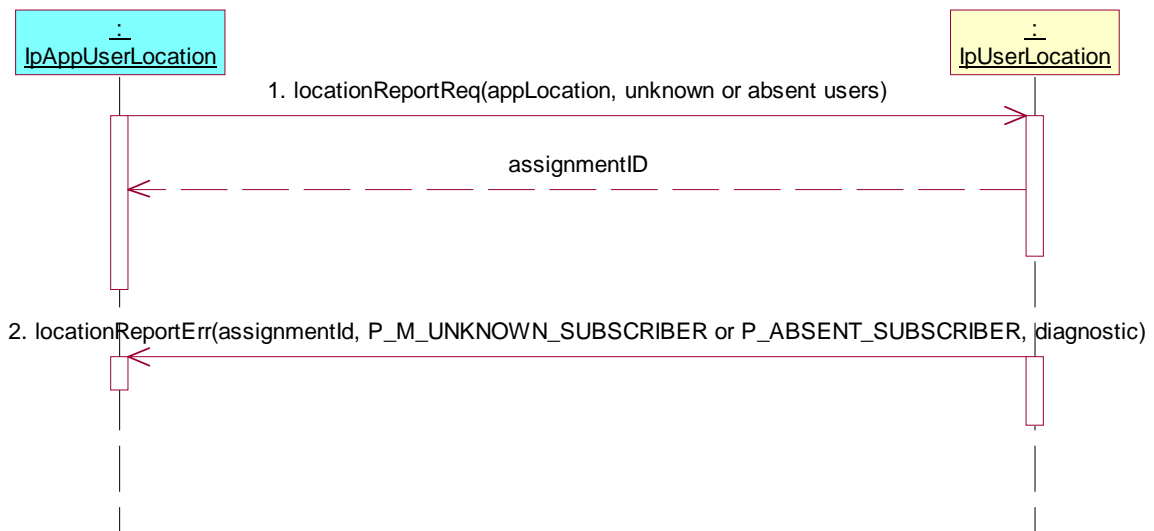 :
IpAppUserLocation
:
IpUserLocation
1. locationReportReq(appLocation, unknown or absent users)
assignmentID
2. locationReportErr(assignmentId, P_M_UNKNOWN_SUBSCRIBER or P_ABSENT_SUBSCRIBER, diagnostic)